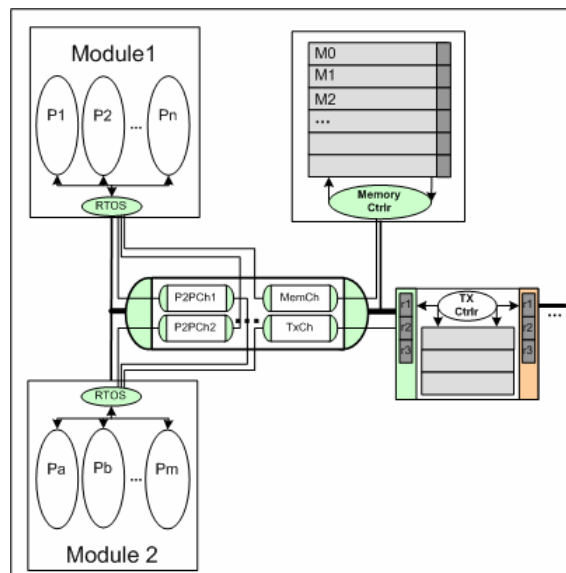 Module1
P1 P2 ... Pn
RTOS
M0
M1
M2
...
Memory
Ctrlr
P2PCh1 MemCh
P2PCh2 ... TxCh
r1 TX r1
Ctrlr
r2 r2
r3 r3
...
RTOS
Pa Pb ... Pm
Module 2